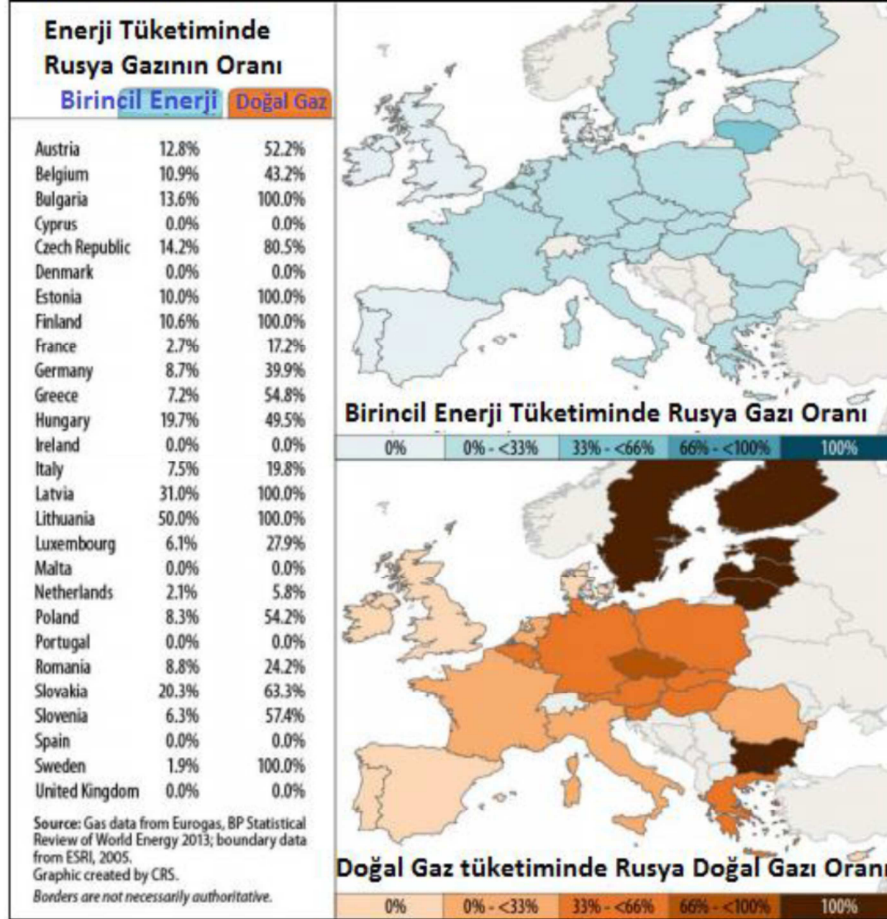 Enerji Tüketiminde
Rusya Gazının Oranı
Birincil Enerji Doğal Gaz
Austria 12.8% 52.2%
Belgium 10.9% 43.2%
Bulgaria 13.6% 100.0%
Cyprus 0.0% 0.0%
Czech Republic 14.2% 80.5%
Denmark 0.0% 0.0%
Estonia 10.0% 100.0%
Finland 10.6% 100.0%
France 2.7% 17.2%
Germany 8.7% 39.9%
Greece 7.2% 54.8%
Hungary 19.7% 49.5%
Ireland 0.0% 0.0%
Italy 7.5% 19.8%
Latvia 31.0% 100.0%
Lithuania 50.0% 100.0%
Luxembourg 6.1% 27.9%
Malta 0.0% 0.0%
Netherlands 2.1% 5.8%
Poland 8.3% 54.2%
Portugal 0.0% 0.0%
Romania 8.8% 24.2%
Slovakia 20.3% 63.3%
Slovenia 6.3% 57.4%
Spain 0.0% 0.0%
Sweden 1.9% 100.0%
United Kingdom 0.0% 0.0%
Source: Gas data from Eurogas, BP Statistical
Review of World Energy 2013; boundary data
from ESRI, 2005.
Graphic created by CRS.
Borders are not necessarily authoritative.
Birincil Enerji Tüketiminde Rusya Gazı Oranı
0% 0% - <33% 33% - <66% 66% - <100% 100%
Doğal Gaz tüketiminde Rusya Doğal Gazı Oranı
0% 0% - <33% 33% - <66% 66% - <100% 100%